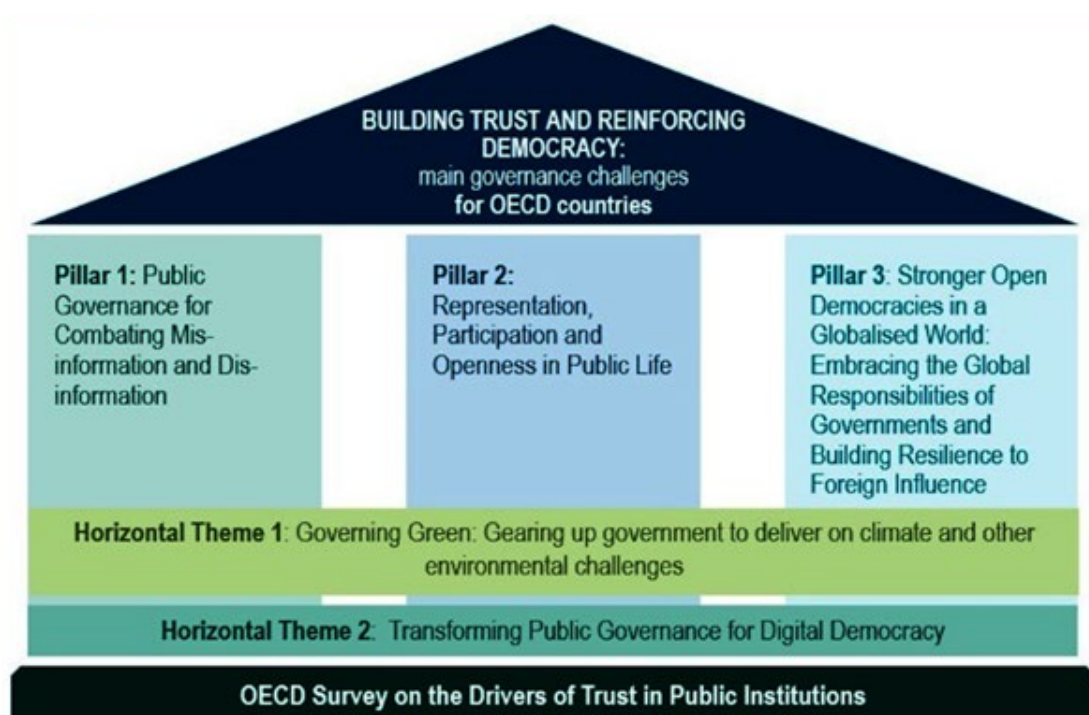 BUILDING TRUST AND REINFORCING
DEMOCRACY:
main governance challenges
for OECD countries
Pillar 1: Public
Governance for
Combating Mis-
information and Dis-
information
Pillar 2:
Representation,
Participation and
Openness in Public Life
Pillar 3: Stronger Open
Democracies in a
Globalised World:
Embracing the Global
Responsibilities of
Governments and
Building Resilience to
Foreign Influence
Horizontal Theme 1: Governing Green: Gearing up government to deliver on climate and other
environmental challenges
Horizontal Theme 2: Transforming Public Governance for Digital Democracy
OECD Survey on the Drivers of Trust in Public Institutions